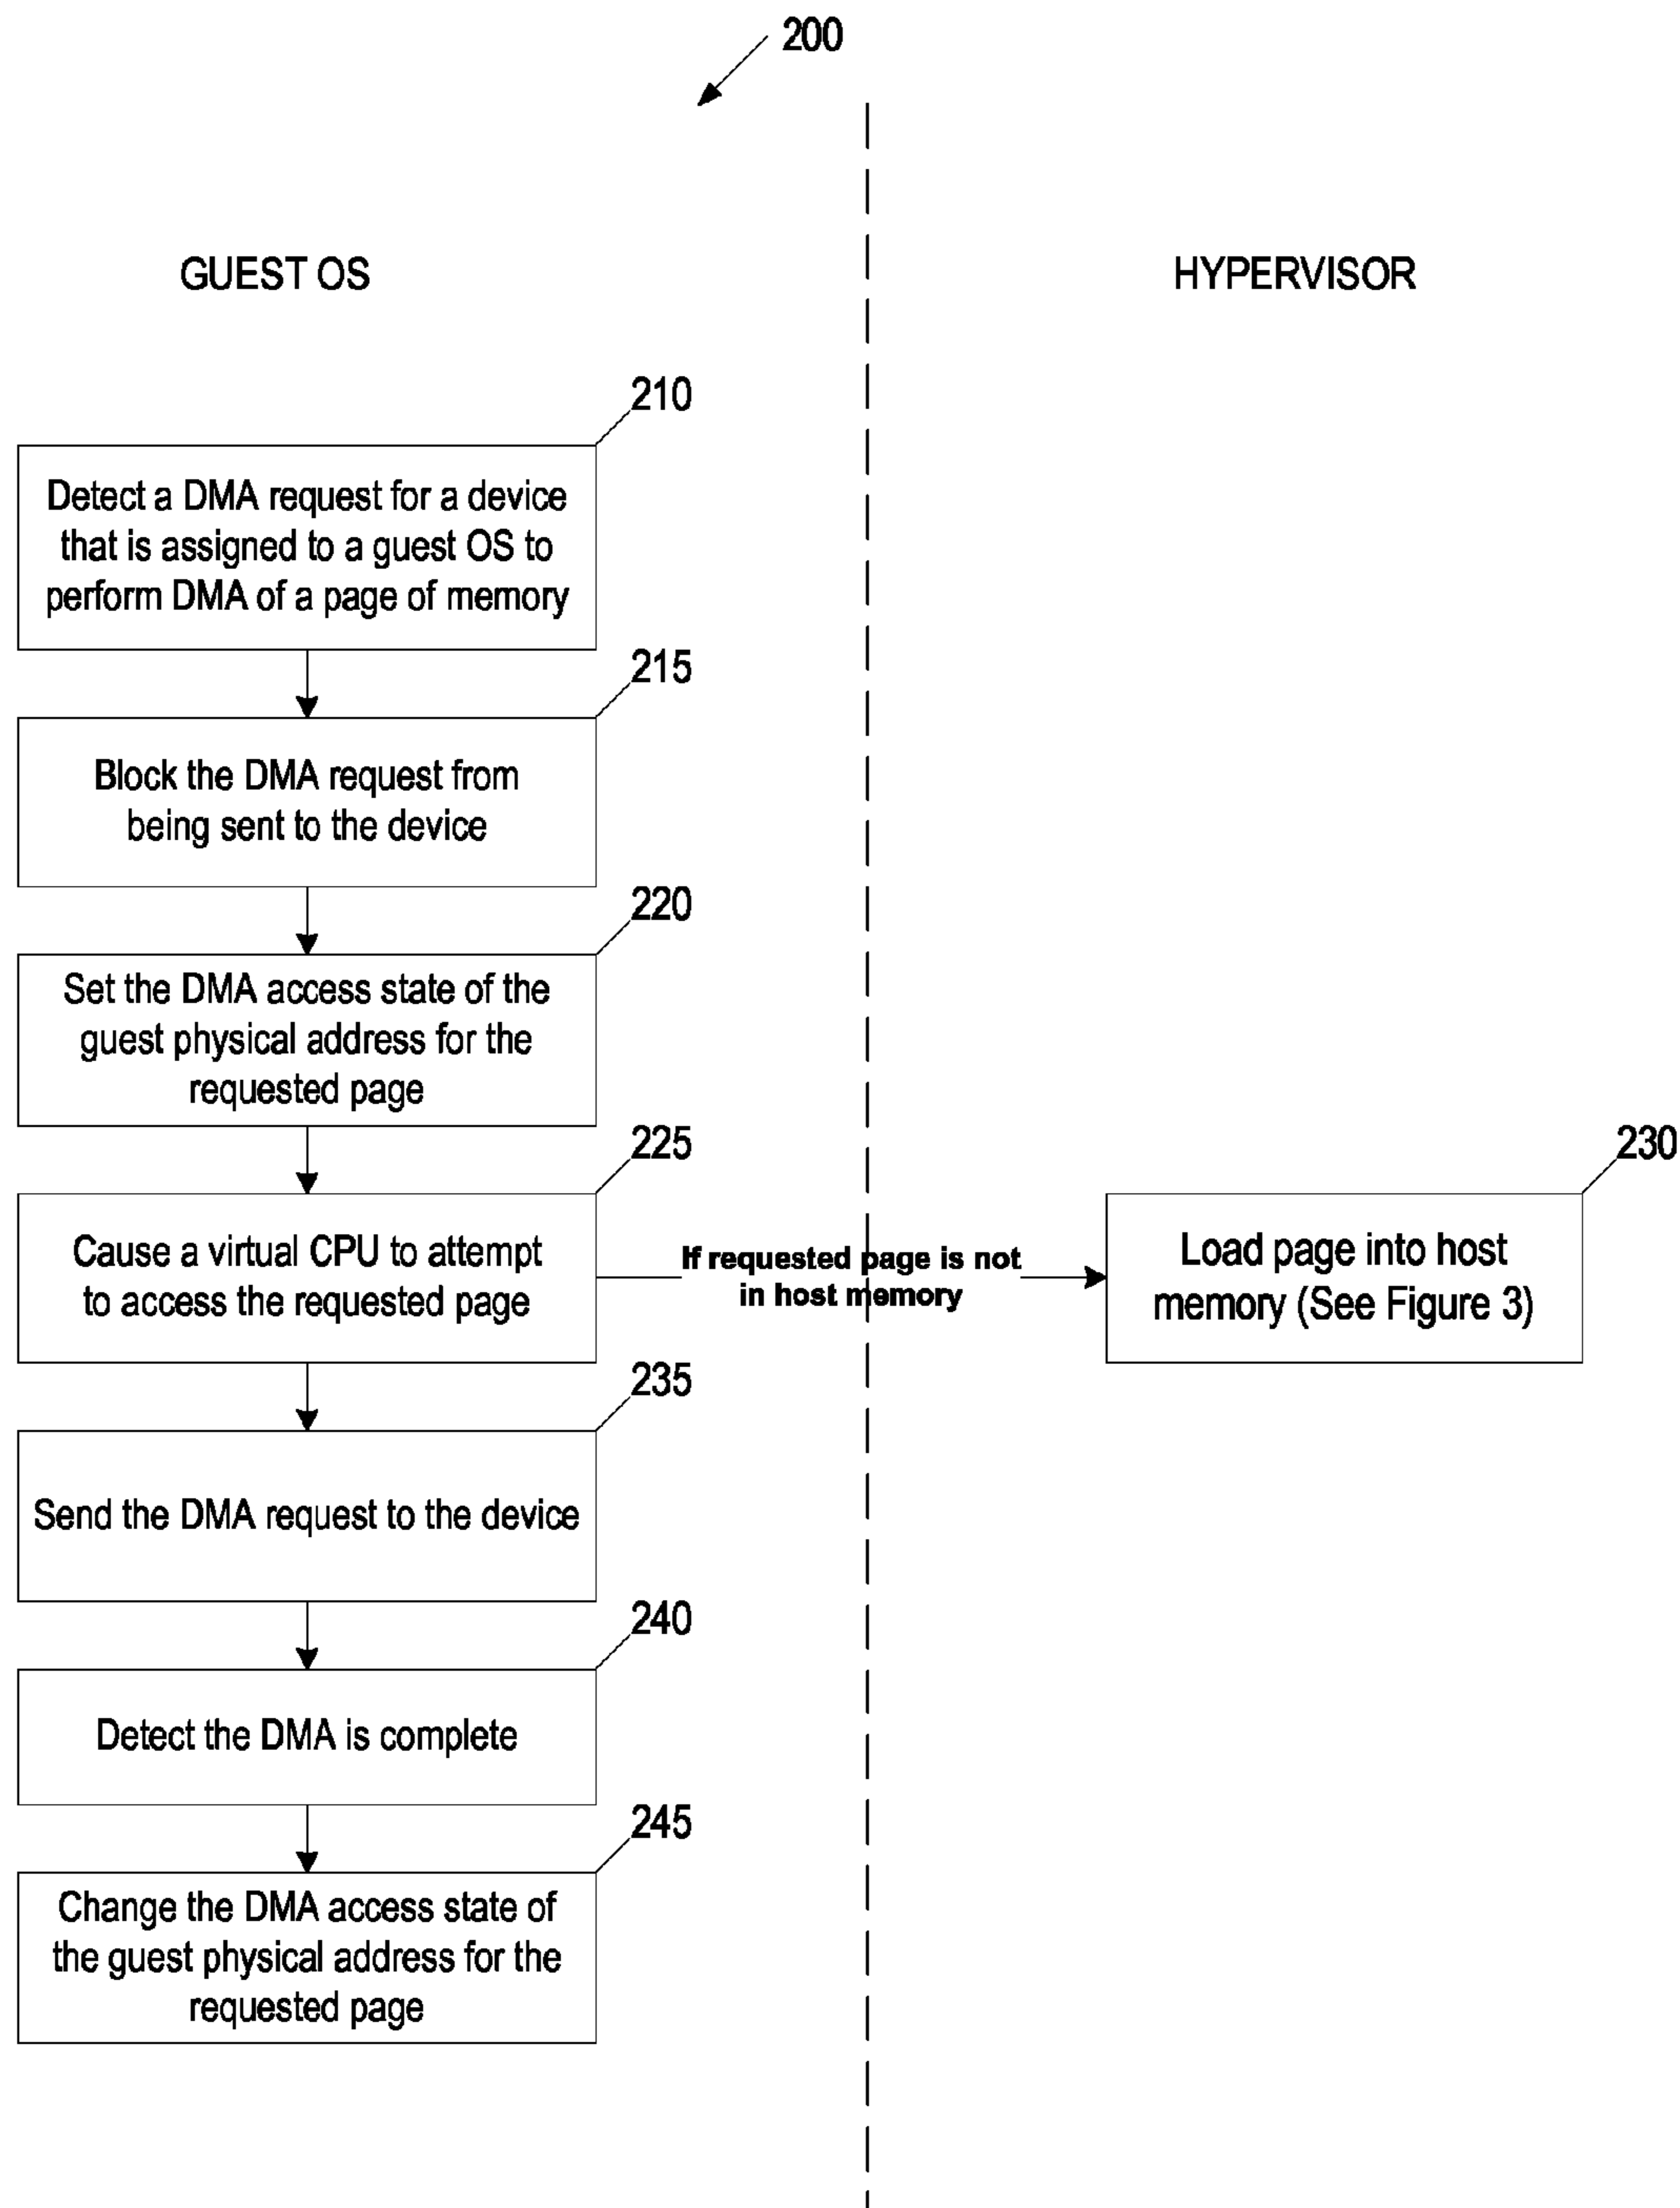 200
GUEST OS
HYPERVISOR
210
Detect a DMA request for a device
that is assigned to a guest OS to
perform DMA of a page of memory
215
Block the DMA request from
being sent to the device
220
Set the DMA access state of the
guest physical address for the
requested page
225
Cause a virtual CPU to attempt
to access the requested page
If requested page is not
in host memory
230
Load page into host
memory (See Figure 3)
235
Send the DMA request to the device
240
Detect the DMA is complete
245
Change the DMA access state of
the guest physical address for the
requested page